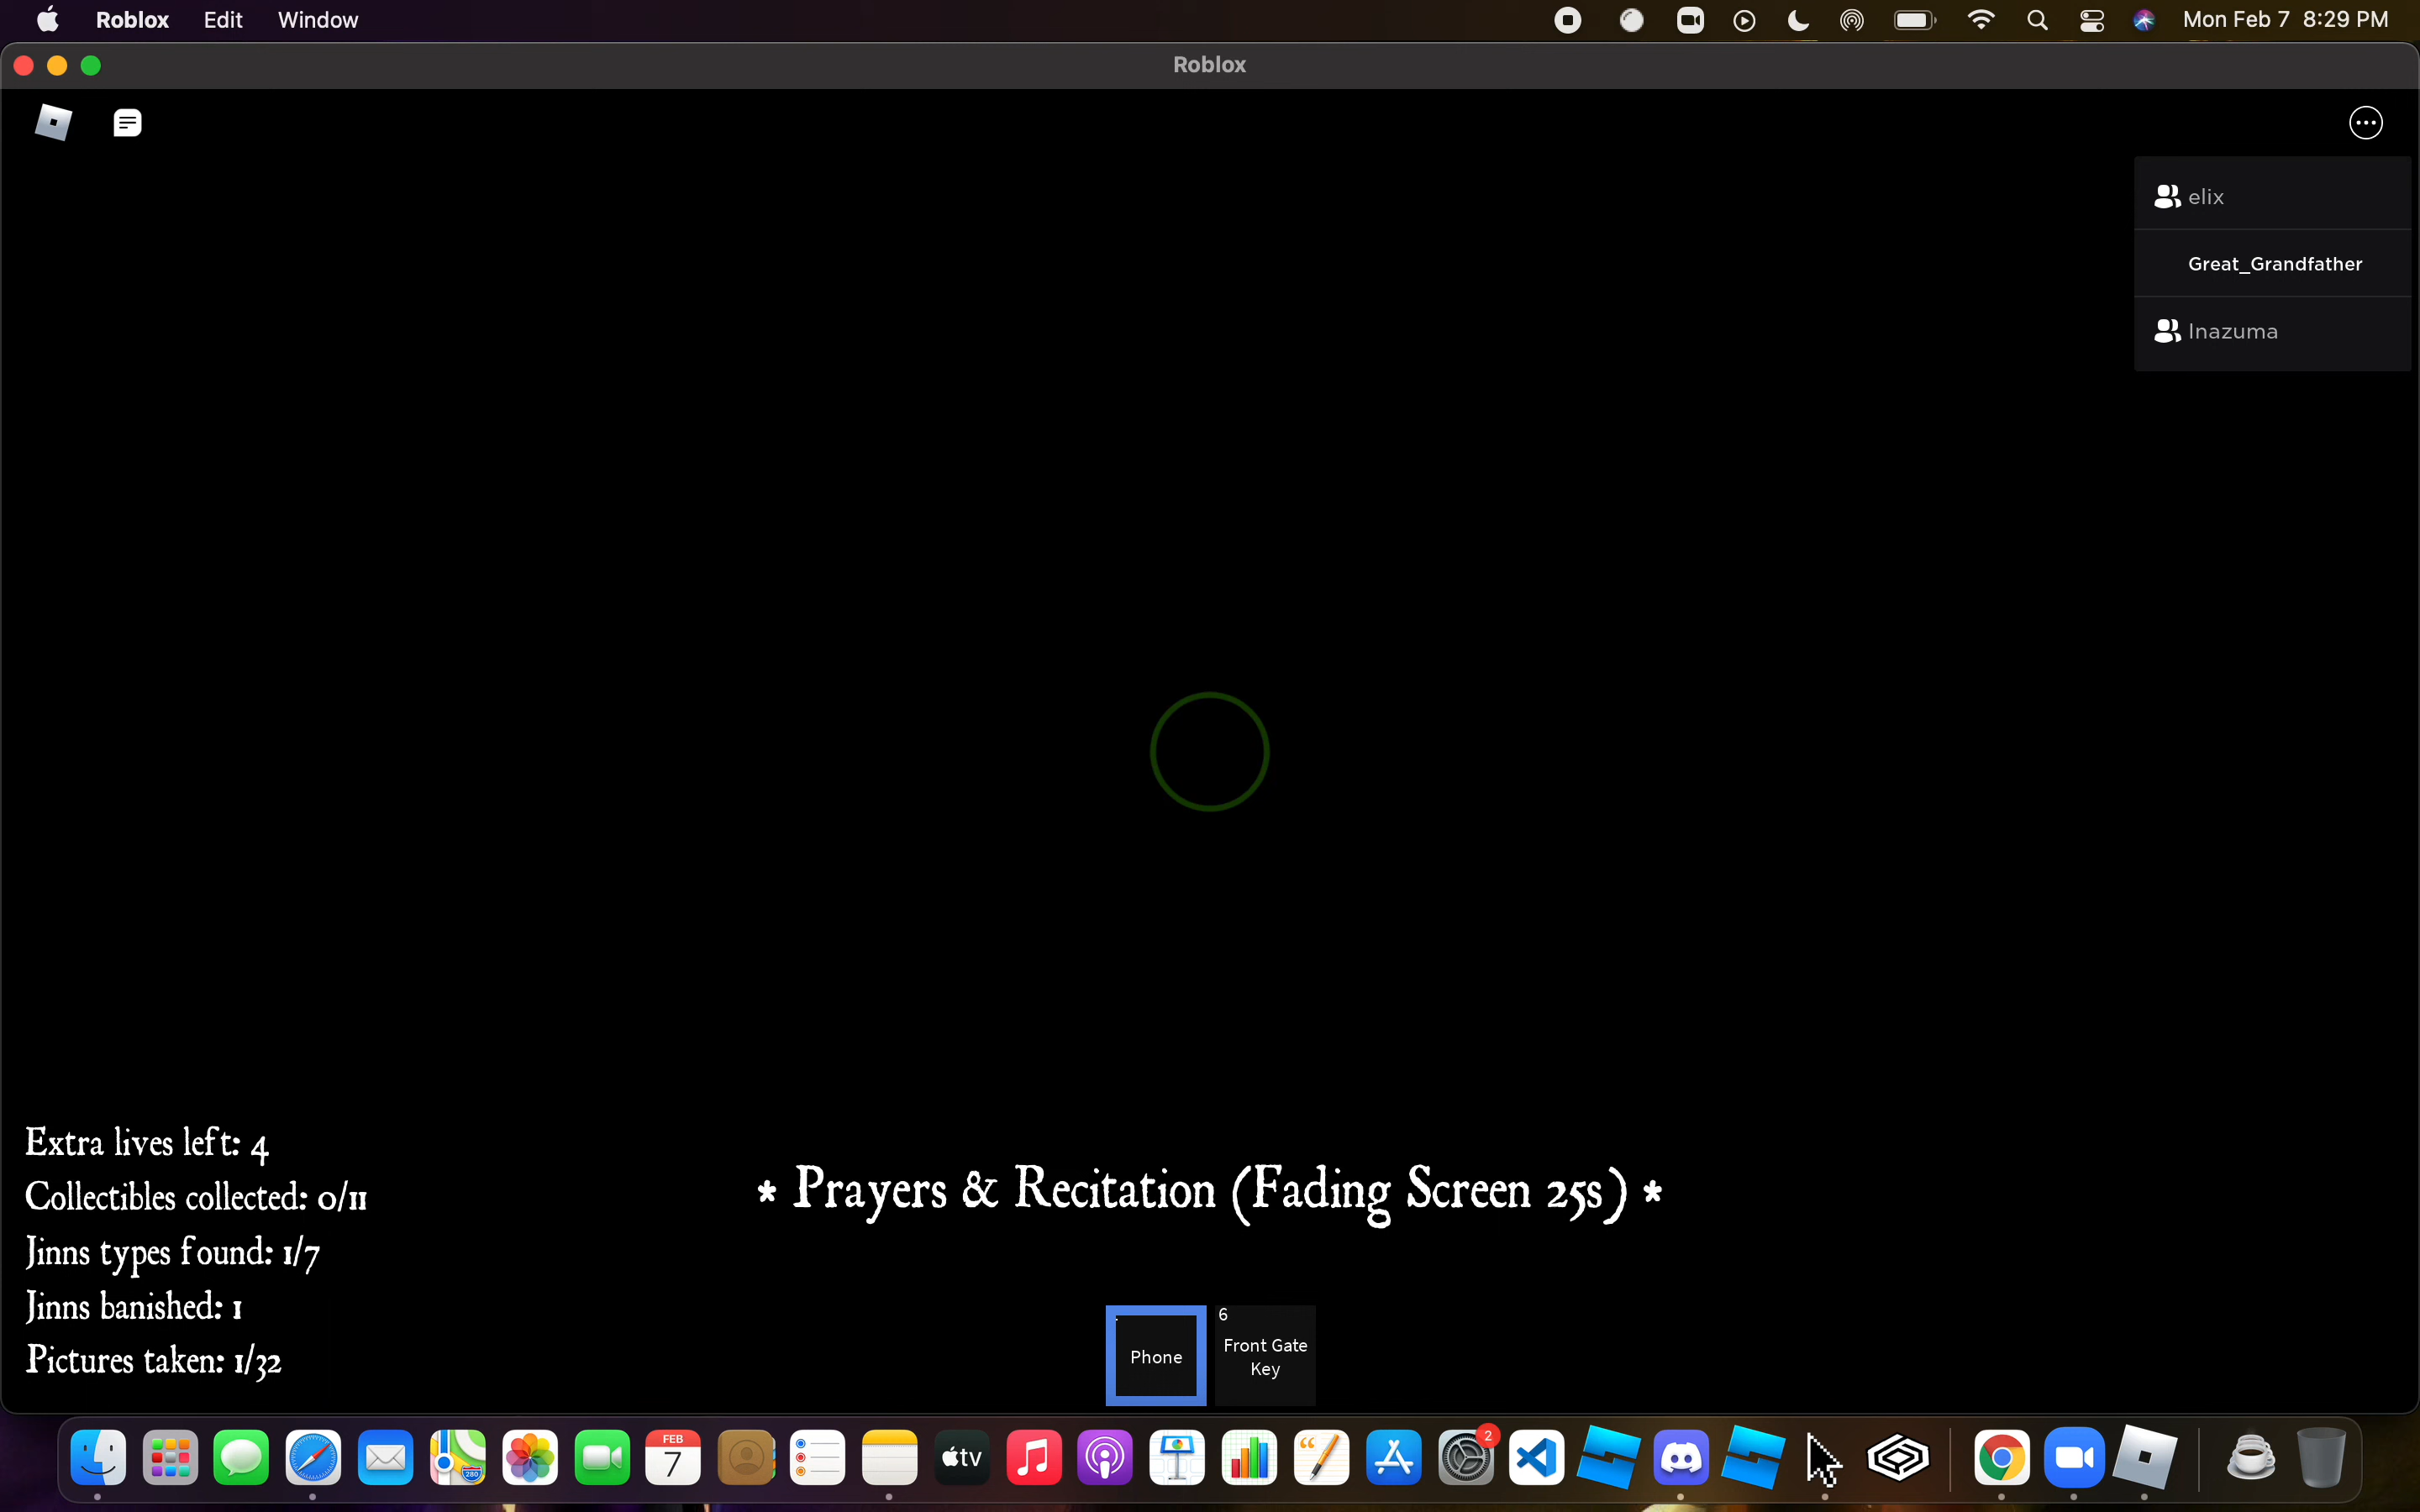 Roblox Edit Window Mon Feb 7 8:29 PM
Roblox
elix
Great_Grandfather
Inazuma
Extra lives left: 4
Collectibles collected: 0/11
Jinns types found: 1/7
Jinns banished: 1
Pictures taken: 1/32
* Prayers & Recitation (Fading Screen 25s) *
Phone
6
Front Gate
Key
FEB
7
280
tv
2